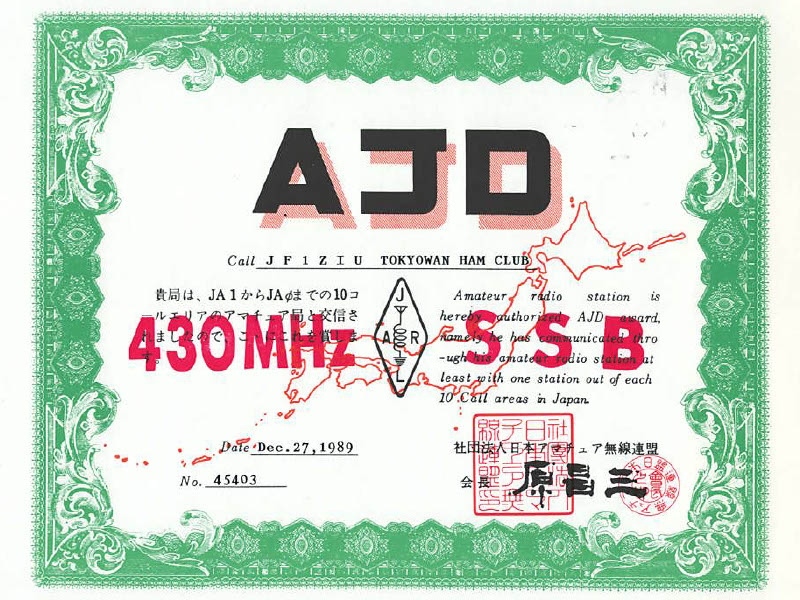 AJD
Call JF1ZIU TOKYOWAN HAM CLUB
貴局は、JA1からJAφまでの10コ
ールエリアのアマチュア局と交信さ
れましたので、ここにこれを賞しま
す。
J
A R
L
Amateur radio station is
hereby authorized AJD award,
namely he has communicated thro
-ugh his amateur radio station at
least with one station out of each
10 Call areas in Japan.
430MHz SSB
Date Dec.27,1989
No. 45403
社団法人日本アマチュア無線連盟
会長 原昌三